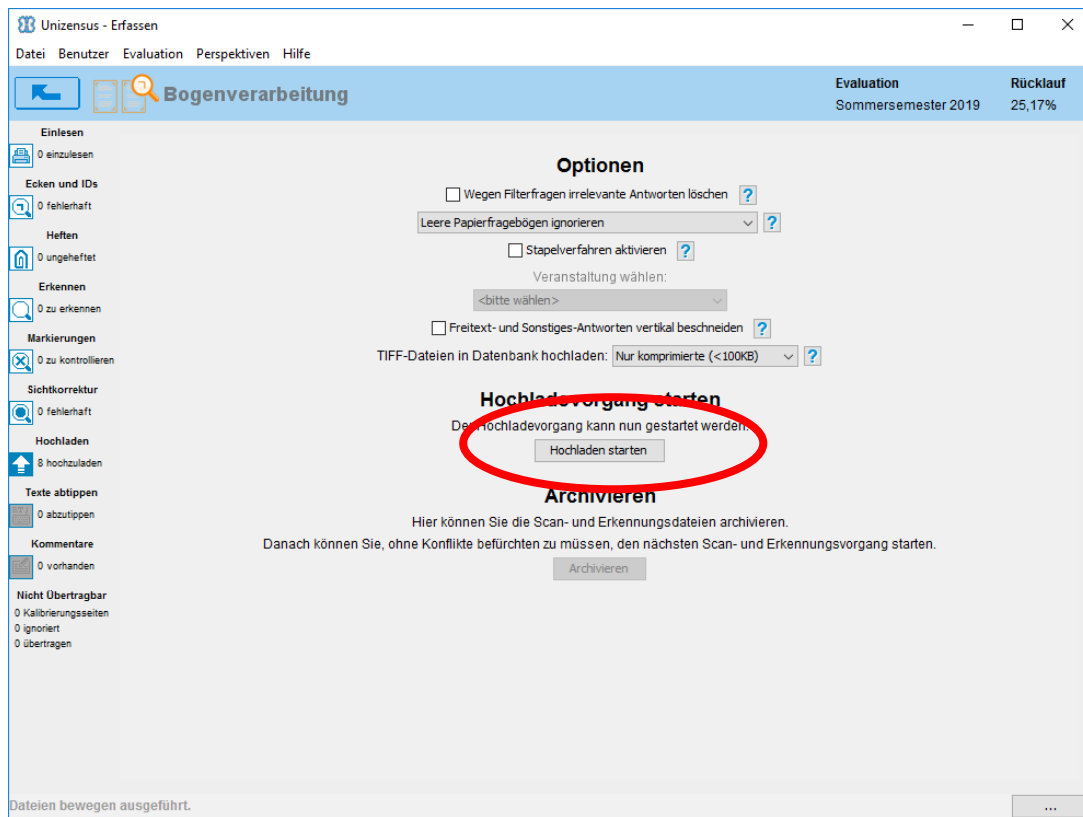 Unizensus - Erfassen
Datei Benutzer Evaluation Perspektiven Hilfe
Bogenverarbeitung
Evaluation
Sommersemester 2019
Rücklauf
25,17%
Einlesen
0 einzulesen
Ecken und IDs
0 fehlerhaft
Heften
0 ungeheftet
Erkennen
0 zu erkennen
Markierungen
0 zu kontrollieren
Sichtkorrektur
0 fehlerhaft
Hochladen
8 hochzuladen
Texte abtippen
0 abzutippen
Kommentare
0 vorhanden
Nicht Übertragbar
0 Kalibrierungsseiten
0 ignoriert
0 übertragen
Optionen
Wegen Filterfragen irrelevante Antworten löschen ?
Leere Papierfragebögen ignorieren ?
Stapelverfahren aktivieren ?
Veranstaltung wählen:
<bitte wählen>
Freitext- und Sonstiges-Antworten vertikal beschneiden ?
TIFF-Dateien in Datenbank hochladen: Nur komprimierte (<100KB) ?
Hochladevorgang starten
Der Hochladevorgang kann nun gestartet werden.
Hochladen starten
Archivieren
Hier können Sie die Scan- und Erkennungsdateien archivieren.
Danach können Sie, ohne Konflikte befürchten zu müssen, den nächsten Scan- und Erkennungsvorgang starten.
Archivieren
Dateien bewegen ausgeführt.
...